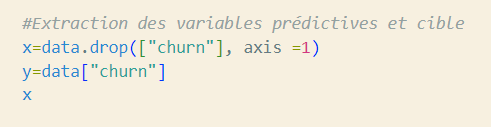 #Extraction des variables prédictives et cible
x=data.drop(["churn"], axis =1)
y=data["churn"]
x